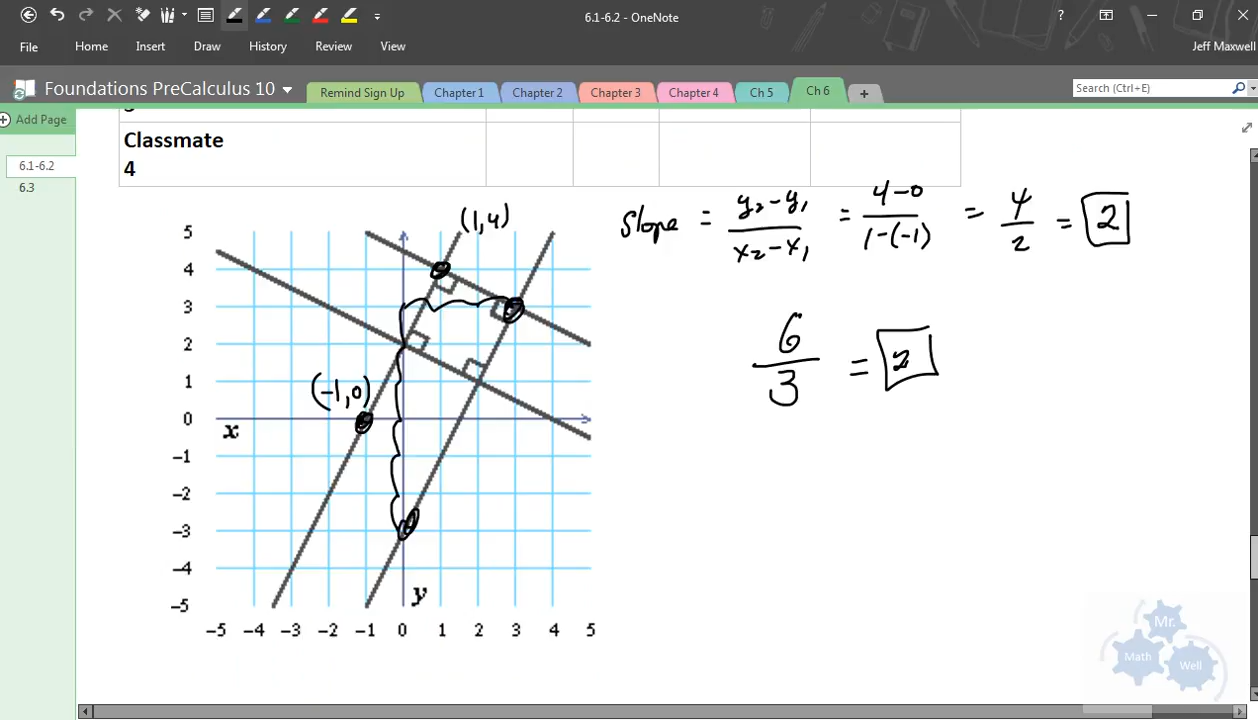 6.1-6.2 - OneNote
?
File Home Insert Draw History Review View
Jeff Maxwell
Foundations PreCalculus 10
Remind Sign Up Chapter 1 Chapter 2 Chapter 3 Chapter 4 Ch 5 Ch 6
Search (Ctrl+E)
Add Page
6.1-6.2
6.3
Classmate
4
Slope = y₂-y₁ / x₂-x₁ = 4-0 / 1-(-1) = 4/2 = 2
6/3 = 2
(1,4)
(-1,0)
5
4
3
2
1
0
x
-1
-2
-3
-4
-5
y
-5 -4 -3 -2 -1 0 1 2 3 4 5
Mr.
Math
Well